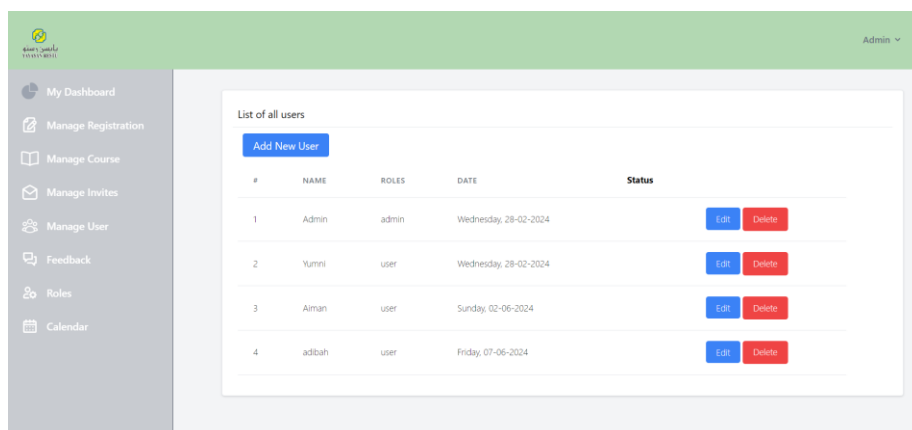 Admin
My Dashboard
Manage Registration
Manage Course
Manage Invites
Manage User
Feedback
Roles
Calendar
List of all users
Add New User
# NAME ROLES DATE Status
1 Admin admin Wednesday, 28-02-2024 Edit Delete
2 Yumni user Wednesday, 28-02-2024 Edit Delete
3 Aiman user Sunday, 02-06-2024 Edit Delete
4 adibah user Friday, 07-06-2024 Edit Delete